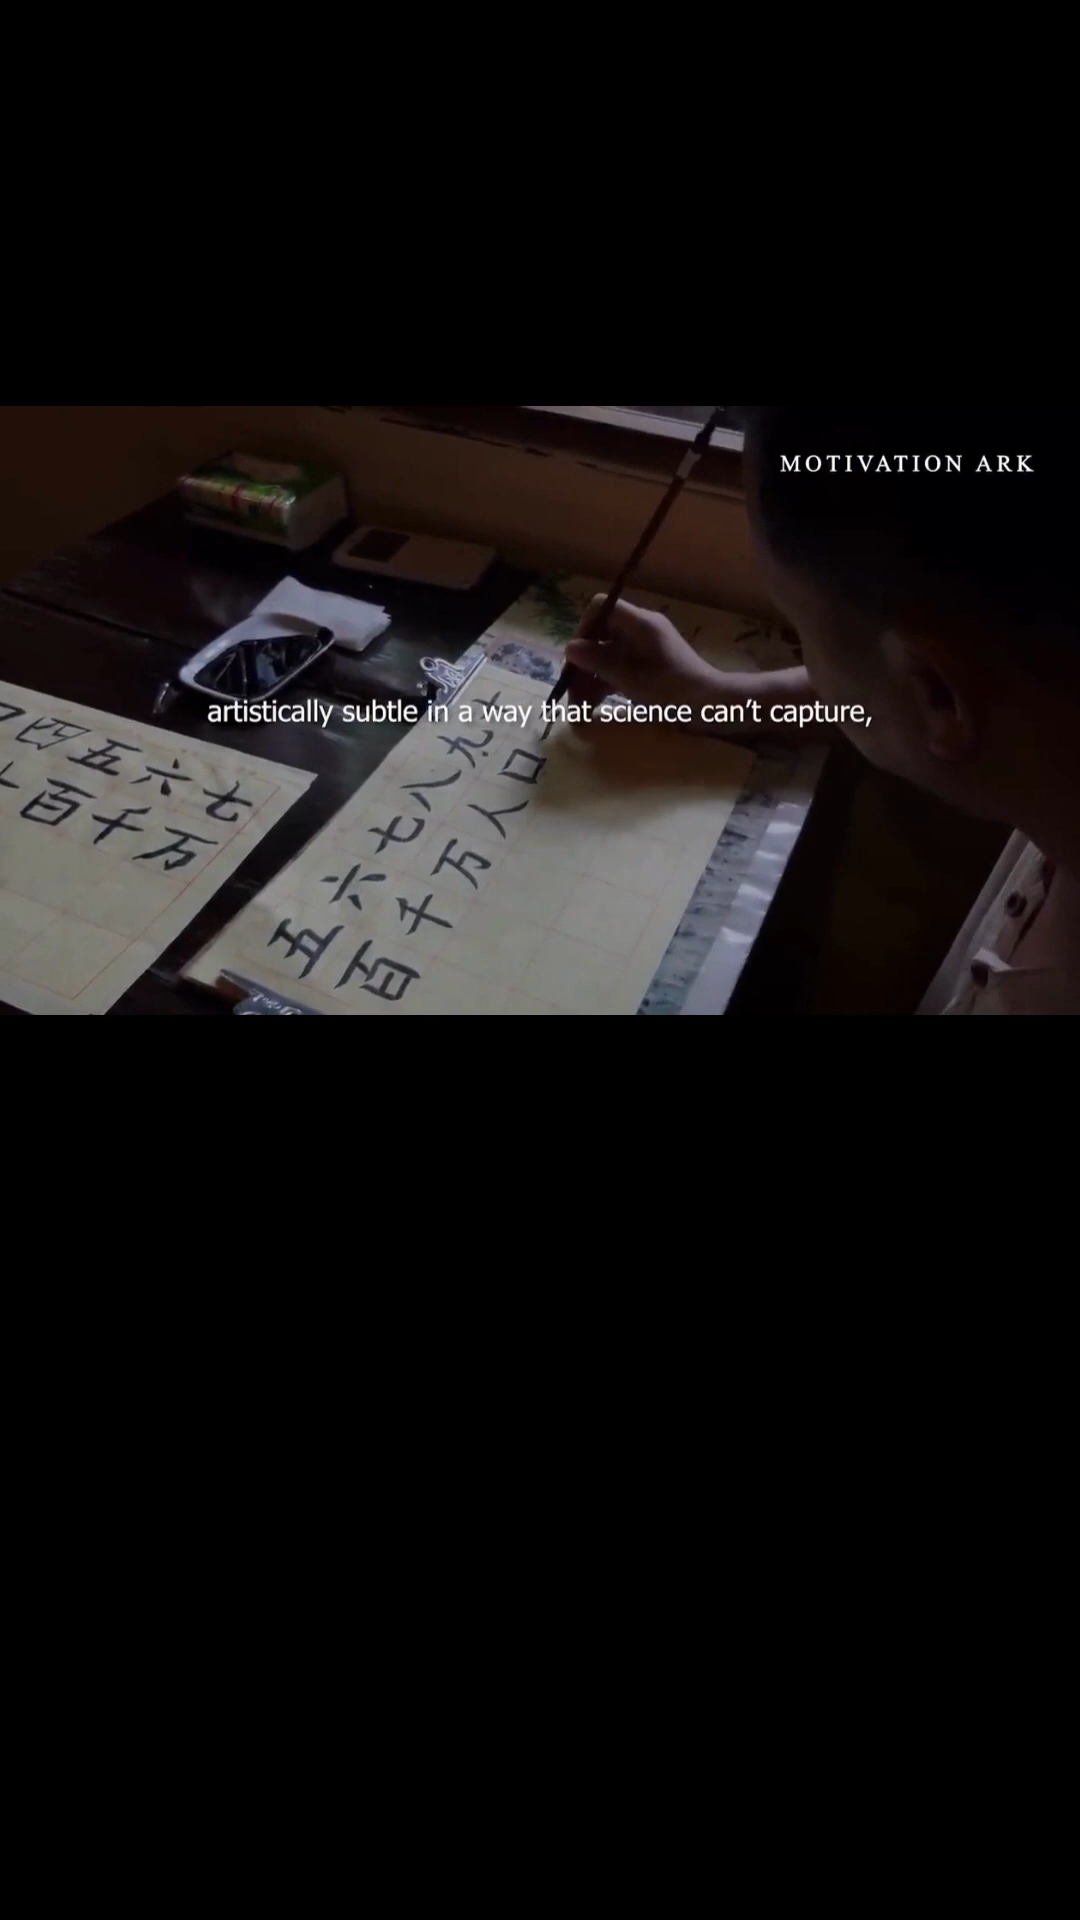 MOTIVATION ARK
artistically subtle in a way that science can’t capture,
四五六七
百千万
五六七八九
百千万人口